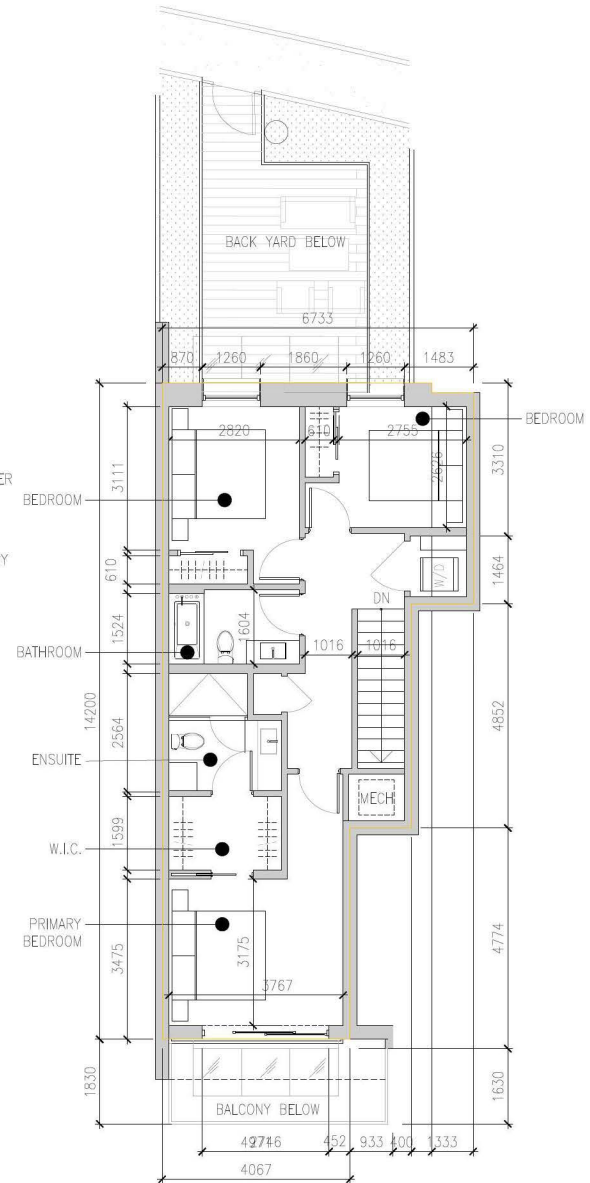 BACK YARD BELOW
6733
870 1260 1860 1260 1483
BEDROOM
2820 610 2755
2626
3310
3111
ER
BEDROOM
Y
610
1464
W/D
DN
1524
1604
BATHROOM
1016 1016
14200
2564
4852
ENSUITE
MECH
1599
W.I.C.
PRIMARY
BEDROOM
3475
3175
3767
4774
1830
1630
BALCONY BELOW
452 933 400 1333
4067